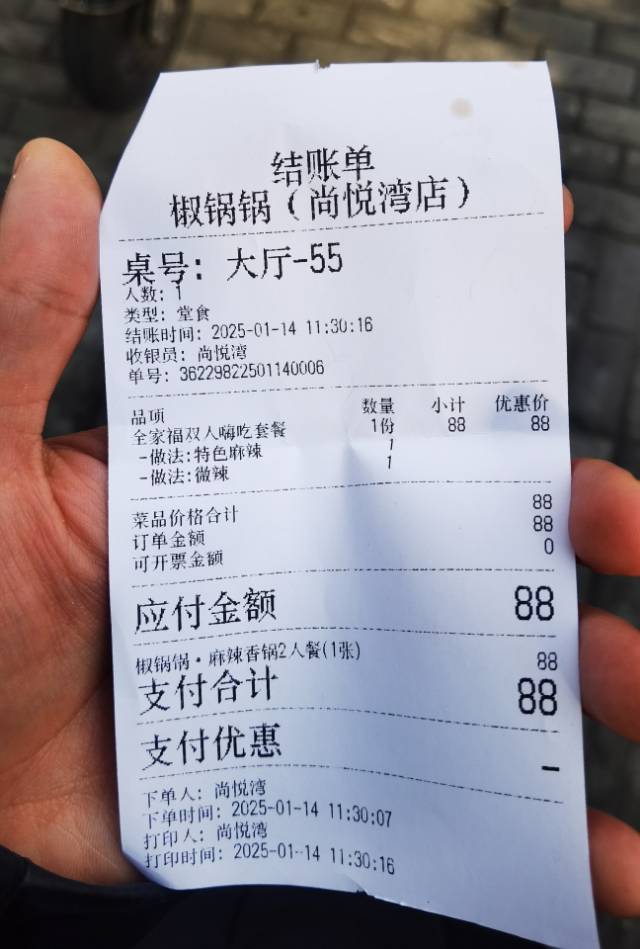 结账单
椒锅锅（尚悦湾店）
桌号: 大厅-55
人数: 1
类型: 堂食
结账时间: 2025-01-14 11:30:16
收银员: 尚悦湾
单号: 36229822501140006
品项 数量 小计 优惠价
全家福双人嗨吃套餐 1份 88 88
-做法:特色麻辣 1
-做法:微辣 1
菜品价格合计 88
订单金额 88
可开票金额 0
应付金额 88
椒锅锅·麻辣香锅2人餐(1张) 88
支付合计 88
支付优惠 -
下单人: 尚悦湾
下单时间: 2025-01-14 11:30:07
打印人: 尚悦湾
打印时间: 2025-01-14 11:30:16